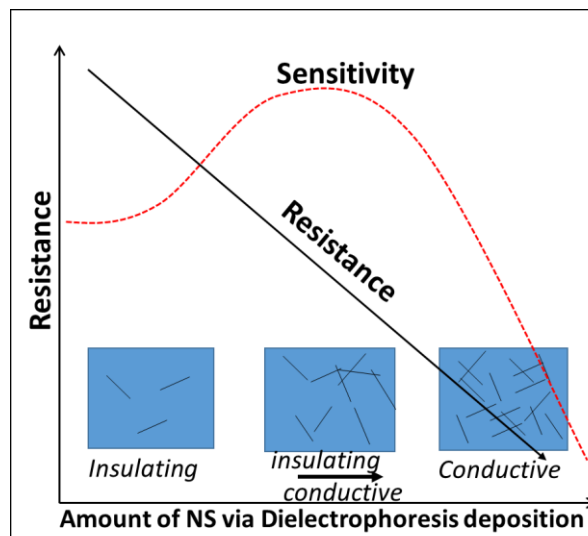 Sensitivity
Resistance
Resistance
Insulating
insulating
conductive
Conductive
Amount of NS via Dielectrophoresis deposition